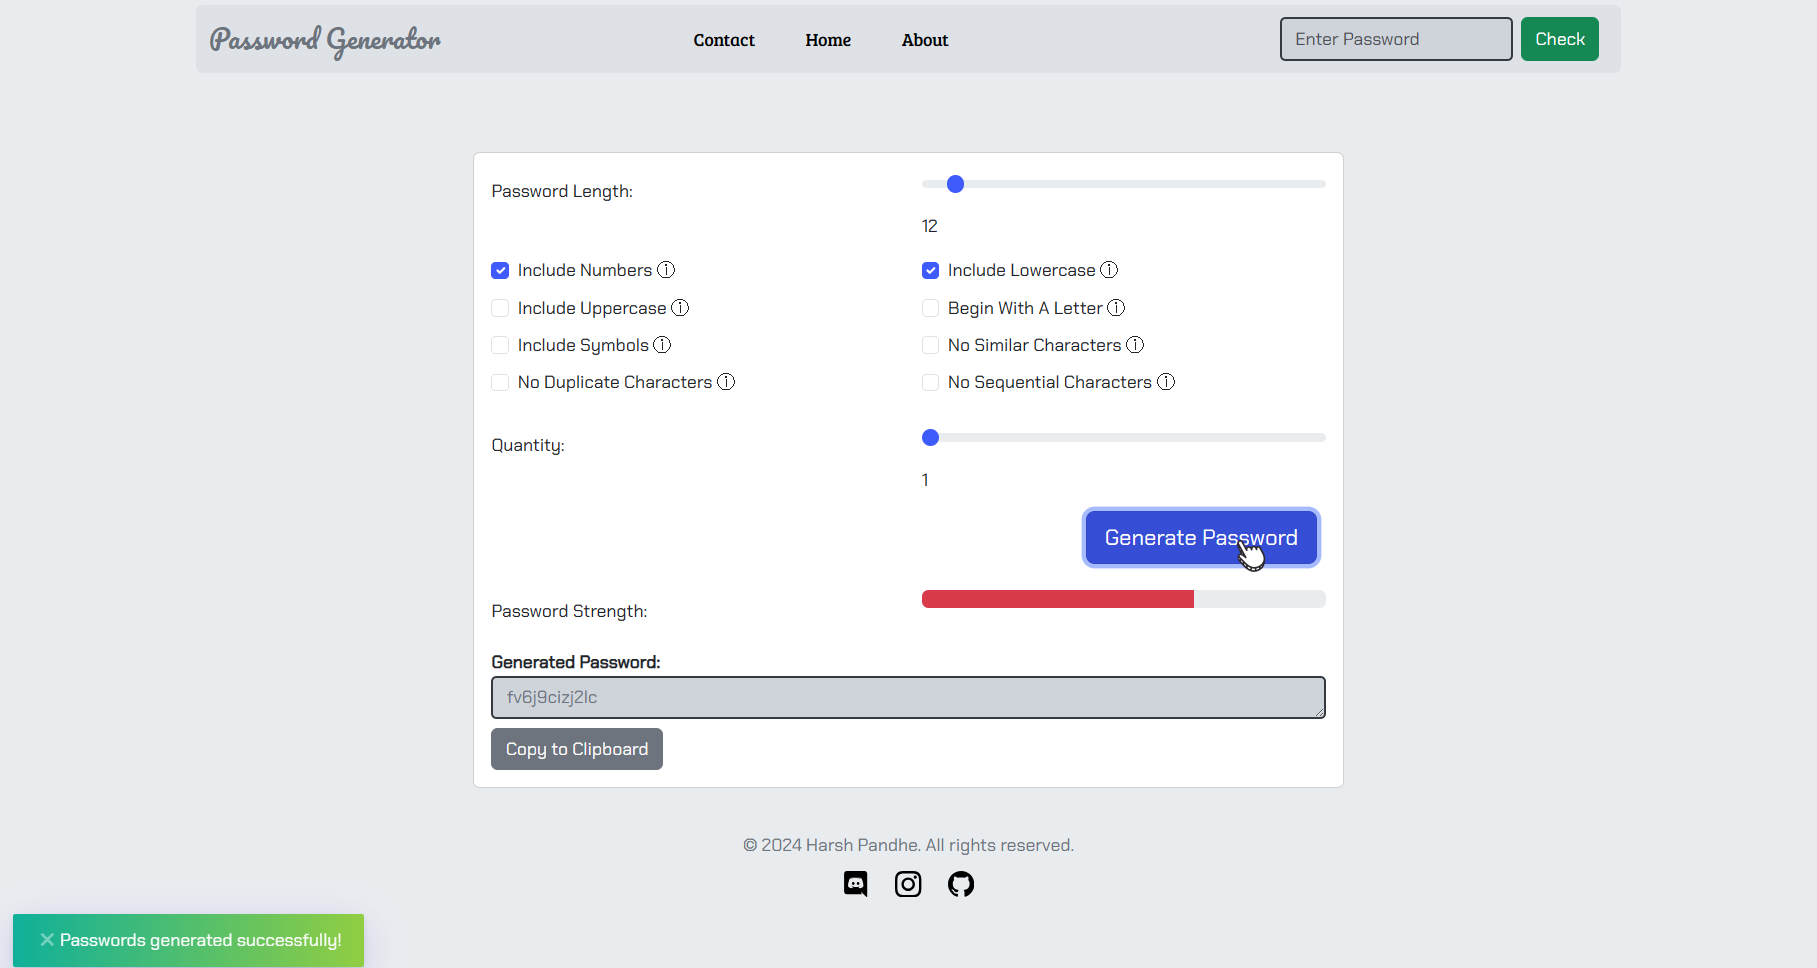 Password Generator
Contact Home About
Enter Password
Check
Password Length:
12
Include Numbers
Include Lowercase
Include Uppercase
Begin With A Letter
Include Symbols
No Similar Characters
No Duplicate Characters
No Sequential Characters
Quantity:
1
Generate Password
Password Strength:
Generated Password:
fv6j9cizj2lc
Copy to Clipboard
© 2024 Harsh Pandhe. All rights reserved.
Passwords generated successfully!